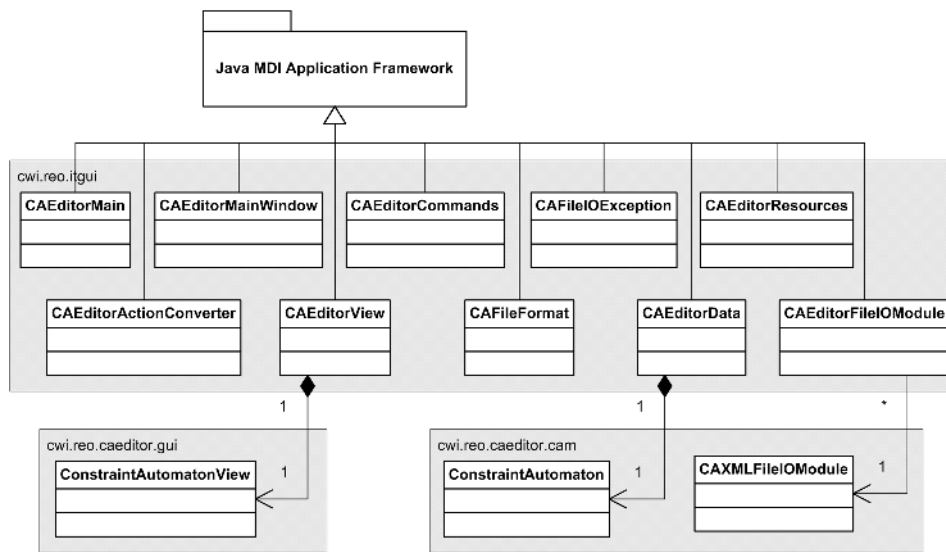 Java MDI Application Framework
cwi.reo.itgui
CAEditorMain
CAEditorMainWindow
CAEditorCommands
CAFileIOException
CAEditorResources
CAEditorActionConverter
CAEditorView
CAFileFormat
CAEditorData
CAEditorFileIOModule
1
1
*
cwi.reo.caeditor.gui
cwi.reo.caeditor.cam
ConstraintAutomatonView
1
ConstraintAutomaton
1
CAXMLFileIOModule
1